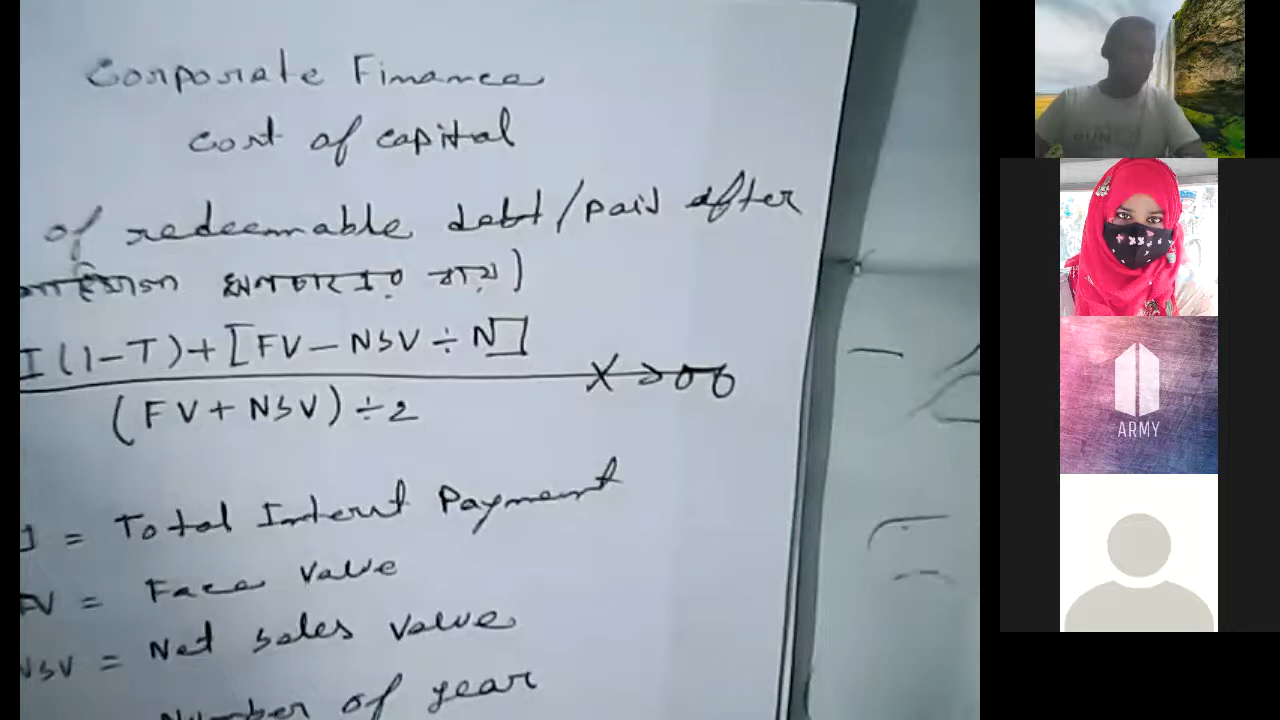 Corporate Finance
Cost of capital
of redeemable debt/paid after
I(1-T)+[FV-NSV÷N]
(FV+NSV)÷2
X 100
I = Total Interest Payment
FV = Face Value
NSV = Net Sales Value
Number of year
ARMY